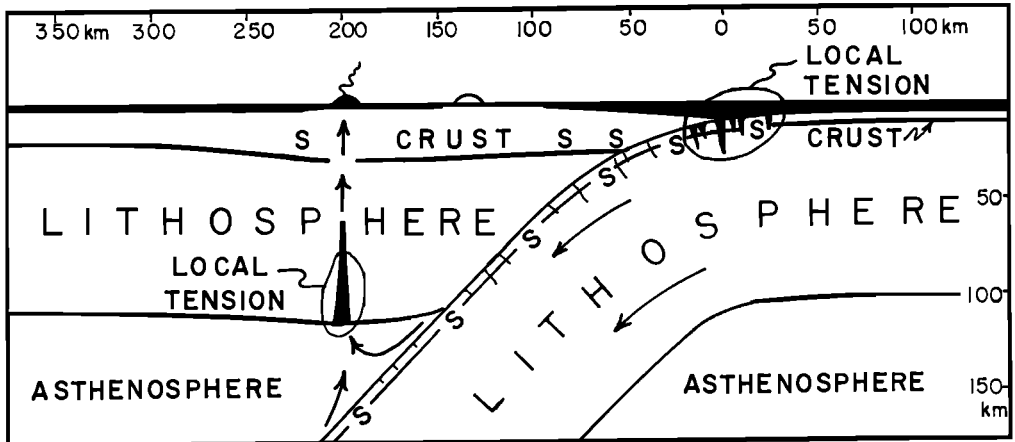 350 km 300 250 200 150 100 50 0 50 100 km
LOCAL
TENSION
S CRUST S S S S CRUST
S
50
LITHOSPHERE LITHOSPHERE
S
LOCAL
TENSION
100
S
ASTHENOSPHERE ASTHENOSPHERE
150
km
S